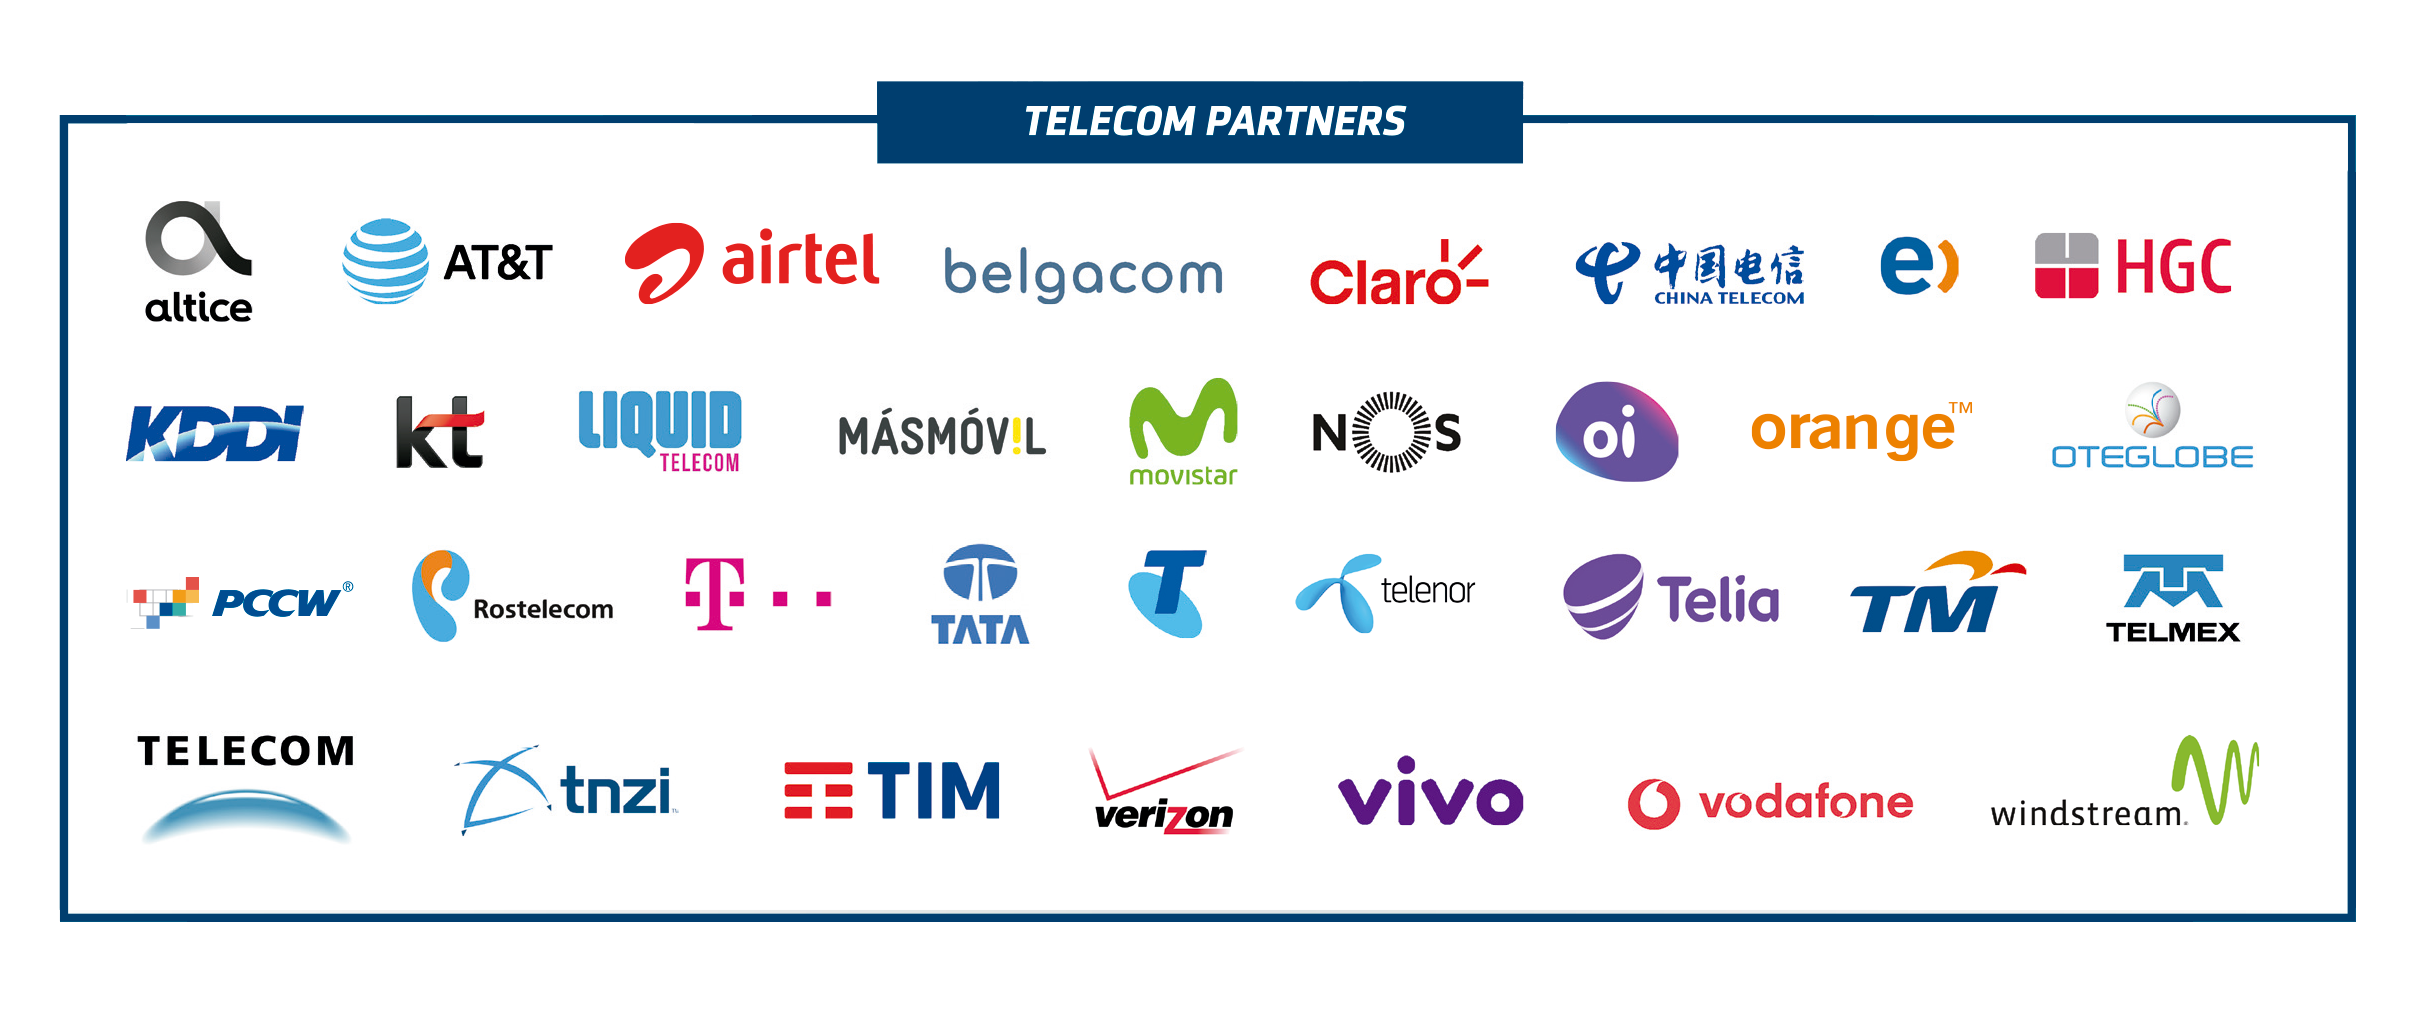 TELECOM PARTNERS
altice
AT&T
airtel
belgacom
Claro
中国电信
CHINA TELECOM
e)
HGC
KDDI
kt
LIQUID
TELECOM
MÁSMÓV!L
movistar
NOS
oi
orange™
OTEGLOBE
PCCW®
Rostelecom
T··
TATA
T
telenor
Telia
TM
TELMEX
TELECOM
tnzi
TIM
verizon
vivo
vodafone
windstream.